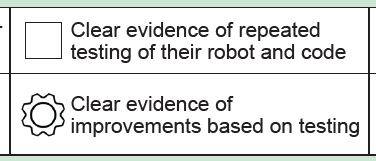 Clear evidence of repeated
testing of their robot and code
Clear evidence of
improvements based on testing